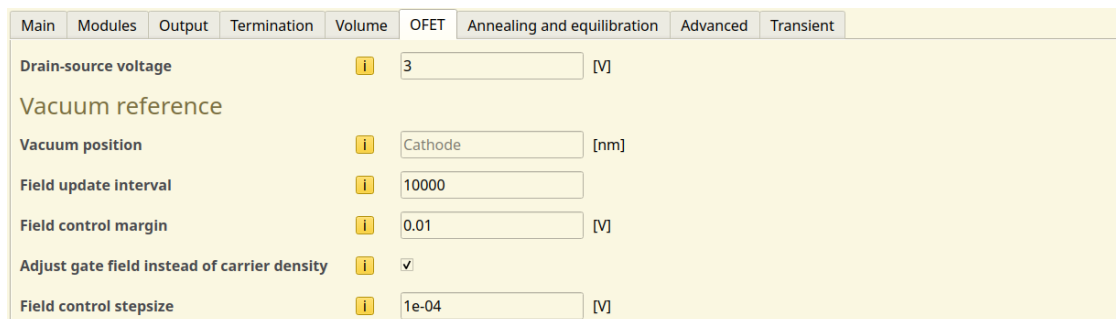 Main Modules Output Termination Volume OFET Annealing and equilibration Advanced Transient
Drain-source voltage i 3 [V]
Vacuum reference
Vacuum position i Cathode [nm]
Field update interval i 10000
Field control margin i 0.01 [V]
Adjust gate field instead of carrier density i
Field control stepsize i 1e-04 [V]